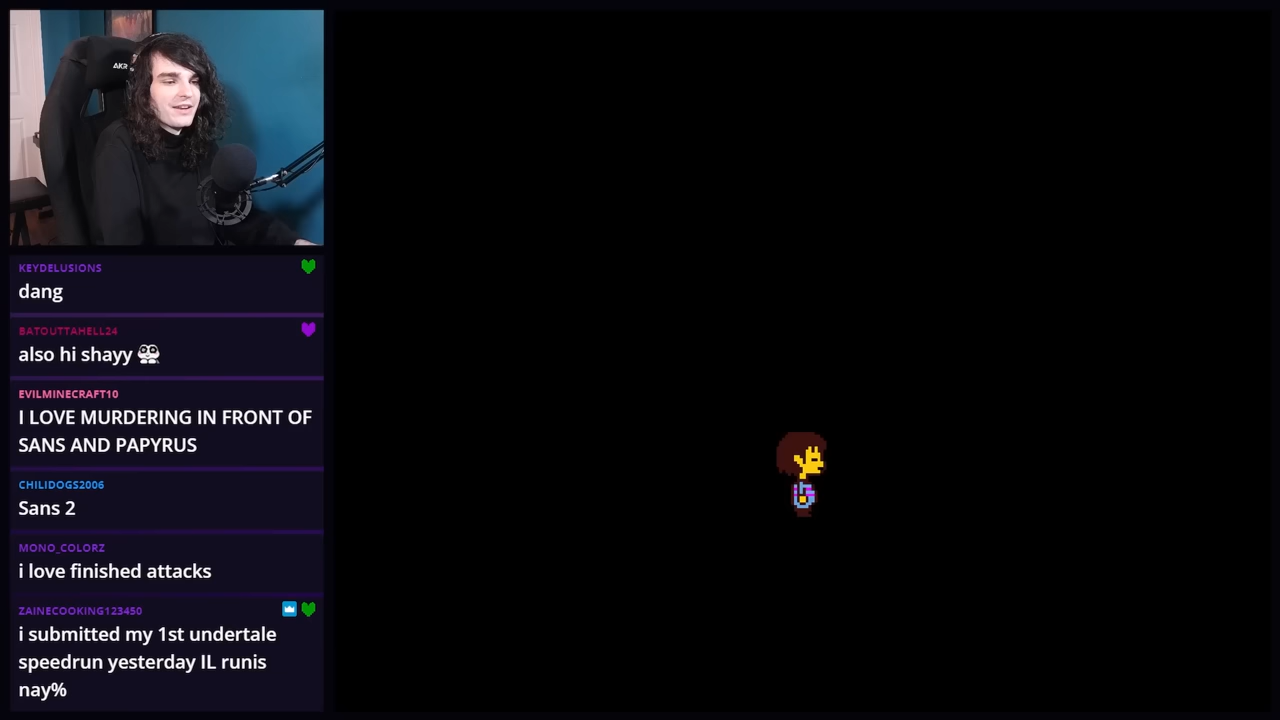 AKR
KEYDELUSIONS
dang
BATOUTTAHELL24
also hi shayy
EVILMINECRAFT10
I LOVE MURDERING IN FRONT OF
SANS AND PAPYRUS
CHILIDOGS2006
Sans 2
MONO_COLORZ
i love finished attacks
ZAINECOOKING123450
i submitted my 1st undertale
speedrun yesterday IL runis
nay%